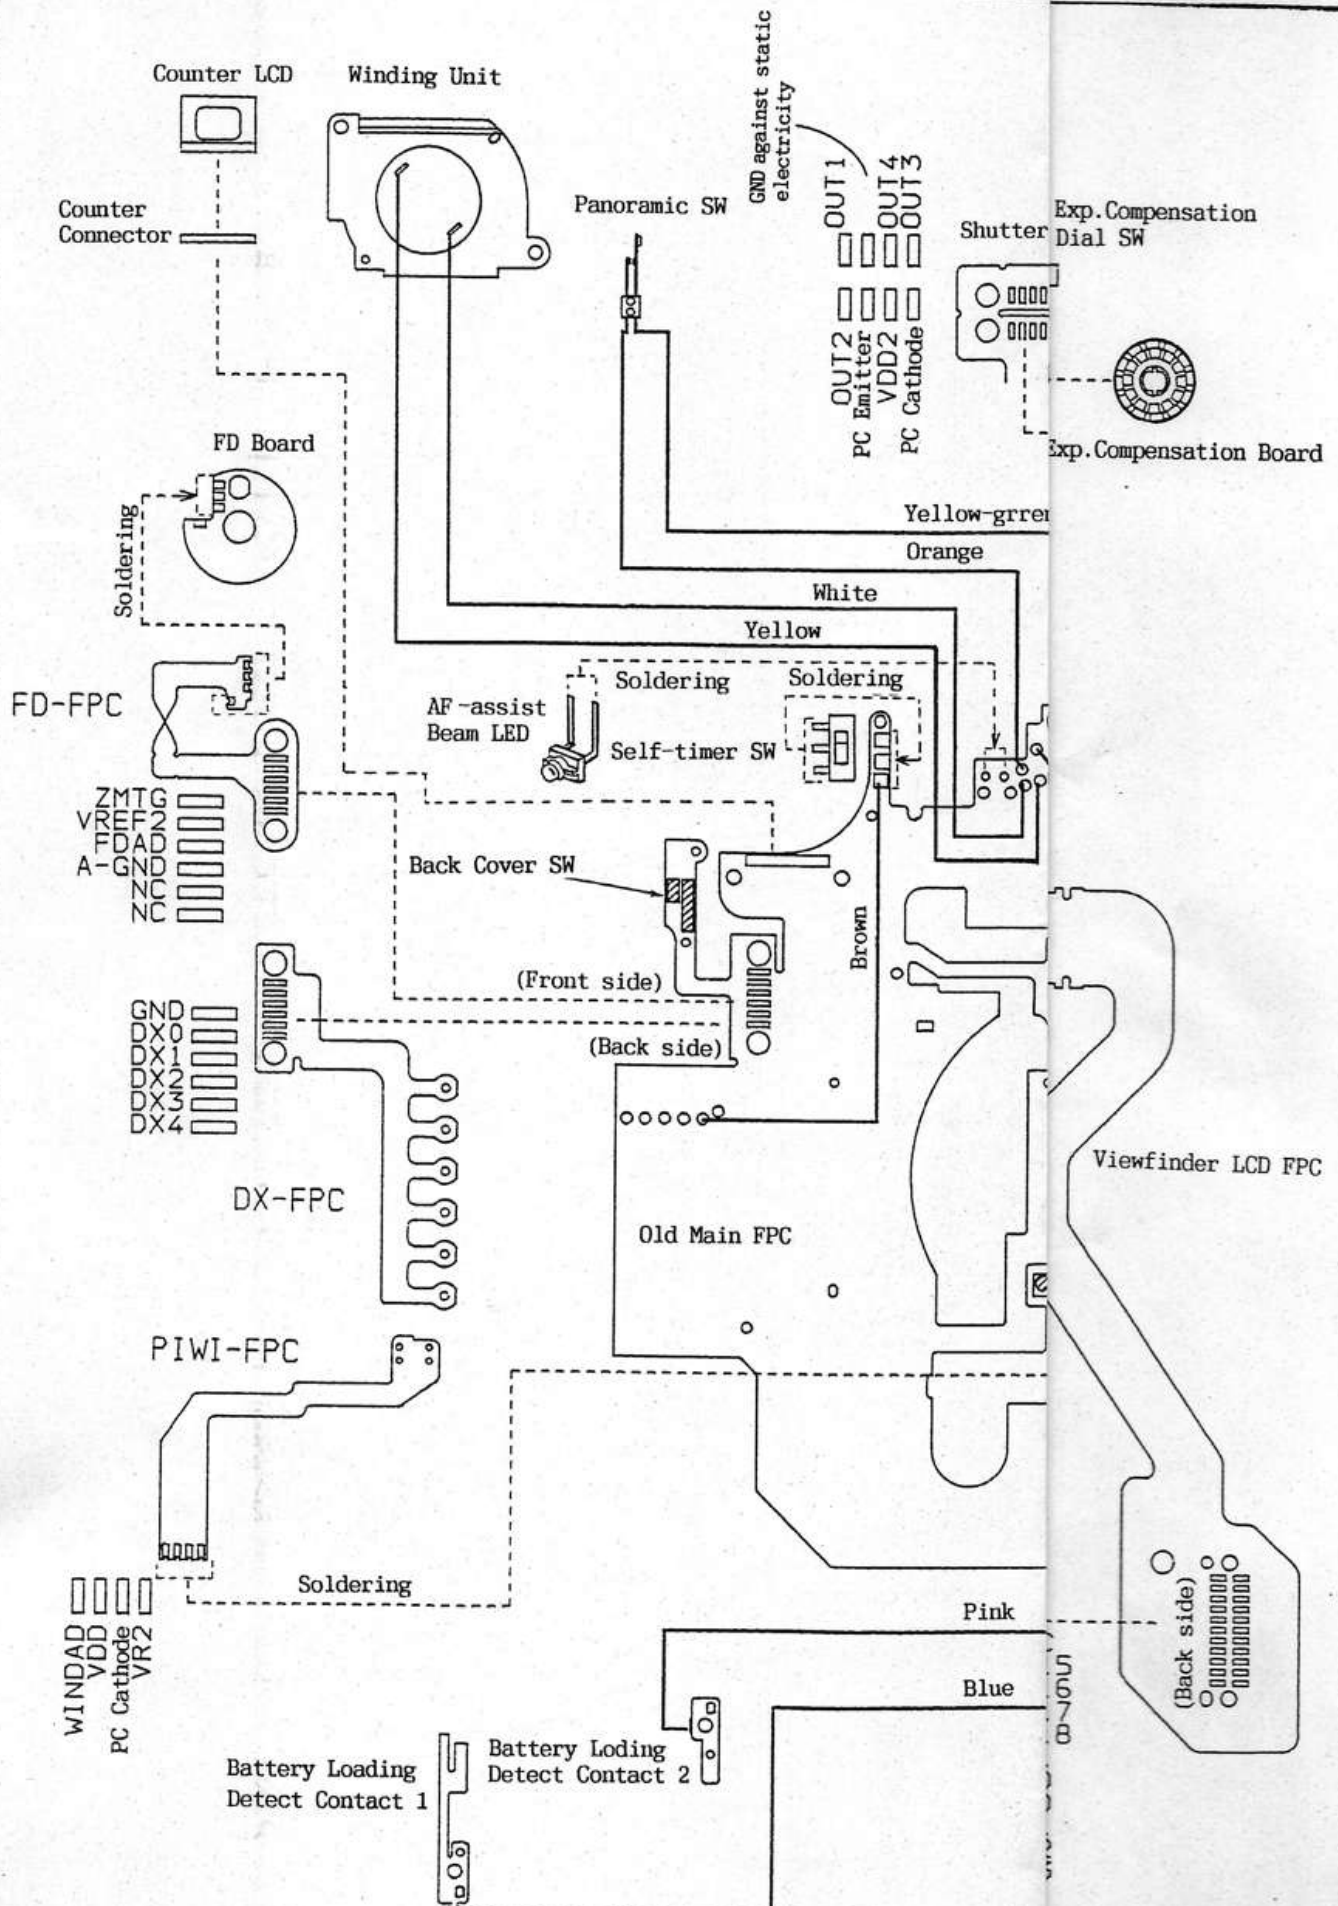 Counter LCD
Winding Unit
GND against static
electricity
Counter
Connector
Panoramic SW
OUT1
OUT4
OUT3
OUT2
PC Emitter
VDD2
PC Cathode
Shutter
Exp.Compensation
Dial SW
Exp.Compensation Board
FD Board
Soldering
Yellow-grren
Orange
White
Yellow
FD-FPC
AF-assist
Beam LED
Soldering
Soldering
Self-timer SW
ZMTG
VREF2
FDAD
A-GND
NC
NC
Back Cover SW
Brown
(Front side)
(Back side)
GND
DX0
DX1
DX2
DX3
DX4
DX-FPC
Viewfinder LCD FPC
Old Main FPC
PIWI-FPC
Soldering
WINDAD
VDD
PC Cathode
VR2
Pink
Blue
(Back side)
5
6
7
8
Battery Loading
Detect Contact 1
Battery Loding
Detect Contact 2